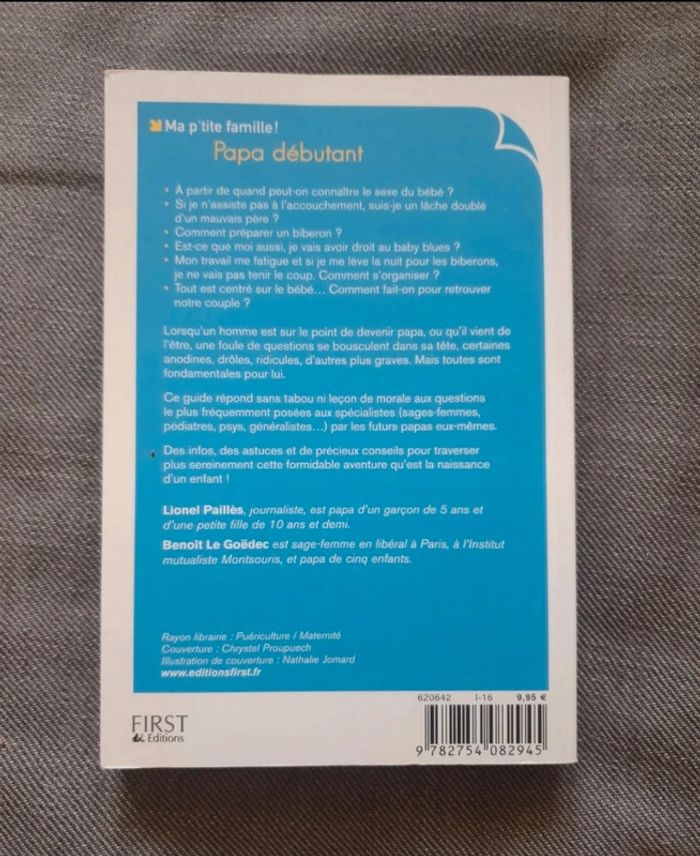 Ma p'tite famille!
Papa débutant
• À partir de quand peut-on connaître le sexe du bébé ?
• Si je n'assiste pas à l'accouchement, suis-je un lâche doublé
d'un mauvais père ?
• Comment préparer un biberon ?
• Est-ce que moi aussi, je vais avoir droit au baby blues ?
• Mon travail me fatigue et si je me lève la nuit pour les biberons,
je ne vais pas tenir le coup. Comment s'organiser ?
• Tout est centré sur le bébé... Comment fait-on pour retrouver
notre couple ?
Lorsqu'un homme est sur le point de devenir papa, ou qu'il vient de
l'être, une foule de questions se bousculent dans sa tête, certaines
anodines, drôles, ridicules, d'autres plus graves. Mais toutes sont
fondamentales pour lui.
Ce guide répond sans tabou ni leçon de morale aux questions
le plus fréquemment posées aux spécialistes (sages-femmes,
pédiatres, psys, généralistes...) par les futurs papas eux-mêmes.
Des infos, des astuces et de précieux conseils pour traverser
plus sereinement cette formidable aventure qu'est la naissance
d'un enfant !
Lionel Paillès, journaliste, est papa d'un garçon de 5 ans et
d'une petite fille de 10 ans et demi.
Benoît Le Goëdec est sage-femme en libéral à Paris, à l'Institut
mutualiste Montsouris, et papa de cinq enfants.
Rayon librairie : Puériculture / Maternité
Couverture : Chrystel Proupuech
Illustration de couverture : Nathalie Jomard
www.editionsfirst.fr
620642 I-16 9,95 €
FIRST
Editions
9 782754 082945